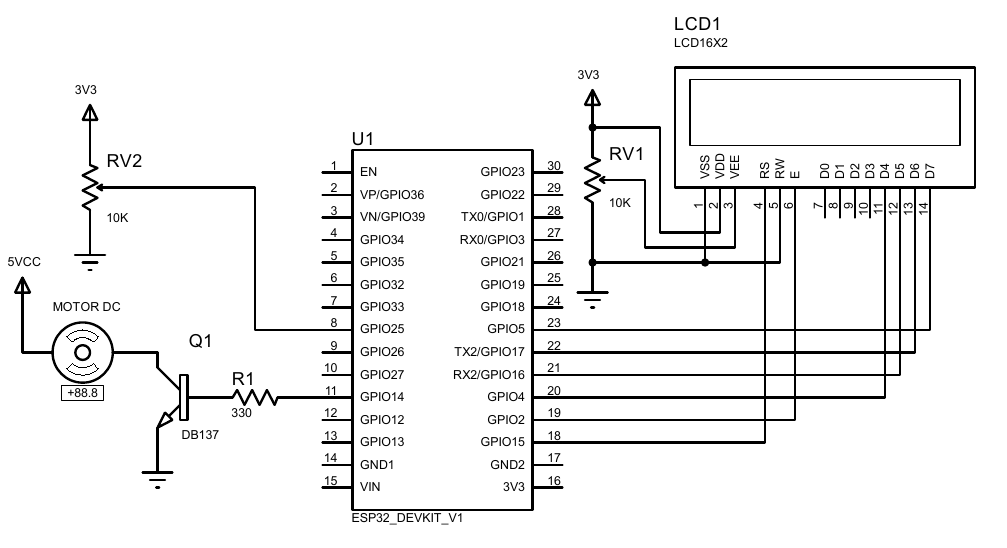 LCD1
LCD16X2
3V3
RV2
10K
5VCC
MOTOR DC
+88.8
Q1
DB137
R1
330
U1
1 EN GPIO23 30
2 VP/GPIO36 GPIO22 29
3 VN/GPIO39 TX0/GPIO1 28
4 GPIO34 RX0/GPIO3 27
5 GPIO35 GPIO21 26
6 GPIO32 GPIO19 25
7 GPIO33 GPIO18 24
8 GPIO25 GPIO5 23
9 GPIO26 TX2/GPIO17 22
10 GPIO27 RX2/GPIO16 21
11 GPIO14 GPIO4 20
12 GPIO12 GPIO2 19
13 GPIO13 GPIO15 18
14 GND1 GND2 17
15 VIN 3V3 16
ESP32_DEVKIT_V1
3V3
RV1
10K
VSS VDD VEE RS RW E D0 D1 D2 D3 D4 D5 D6 D7
1 2 3 4 5 6 7 8 9 10 11 12 13 14